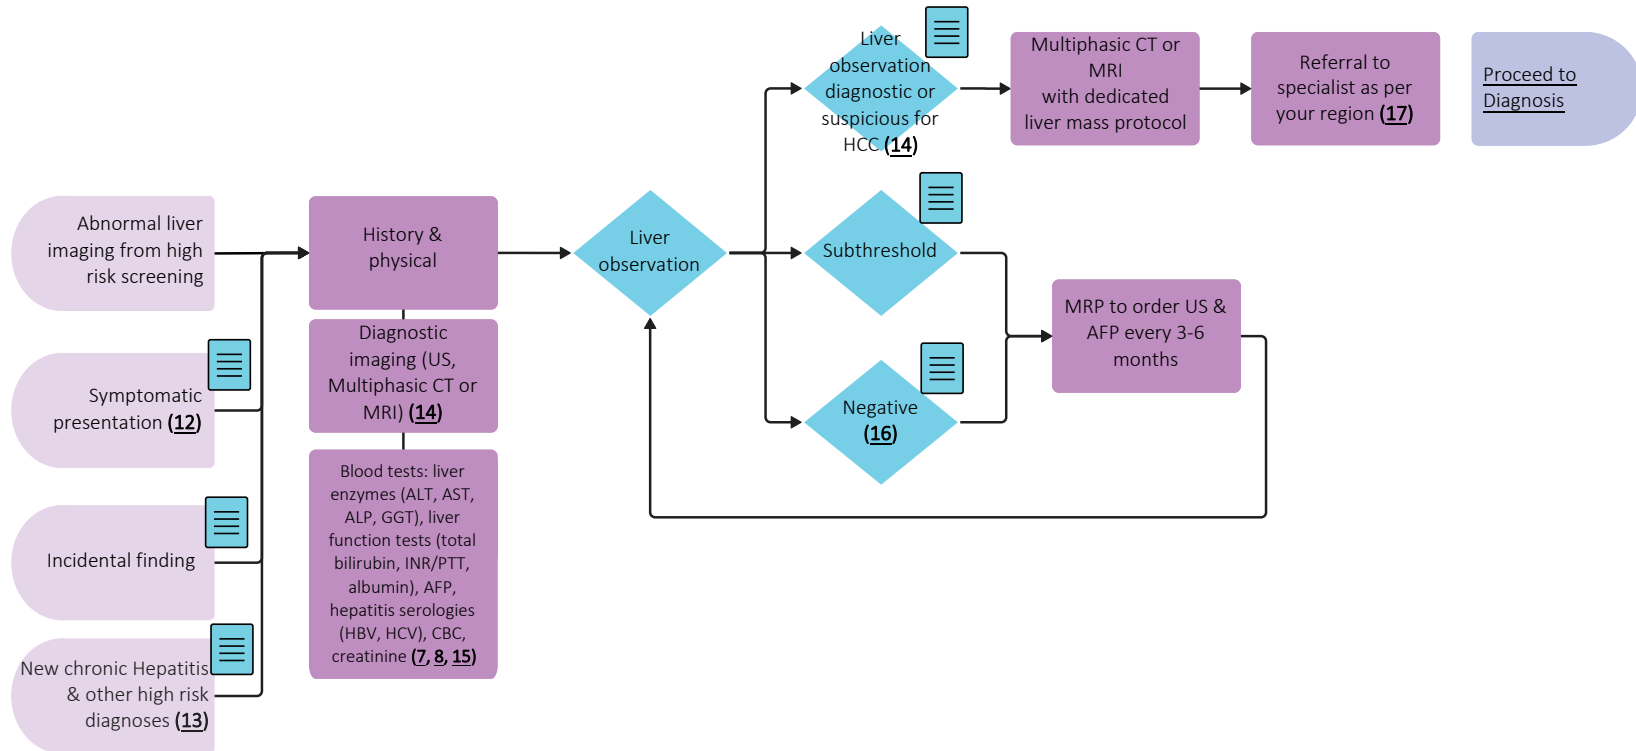 Abnormal liver
imaging from high
risk screening
Symptomatic
presentation (12)
Incidental finding
New chronic Hepatitis
& other high risk
diagnoses (13)
History &
physical
Diagnostic
imaging (US,
Multiphasic CT or
MRI) (14)
Blood tests: liver
enzymes (ALT, AST,
ALP, GGT), liver
function tests (total
bilirubin, INR/PTT,
albumin), AFP,
hepatitis serologies
(HBV, HCV), CBC,
creatinine (7, 8, 15)
Liver
observation
Liver
observation
diagnostic or
suspicious for
HCC (14)
Multiphasic CT or
MRI
with dedicated
liver mass protocol
Referral to
specialist as per
your region (17)
Proceed to
Diagnosis
Subthreshold
Negative
(16)
MRP to order US &
AFP every 3-6
months